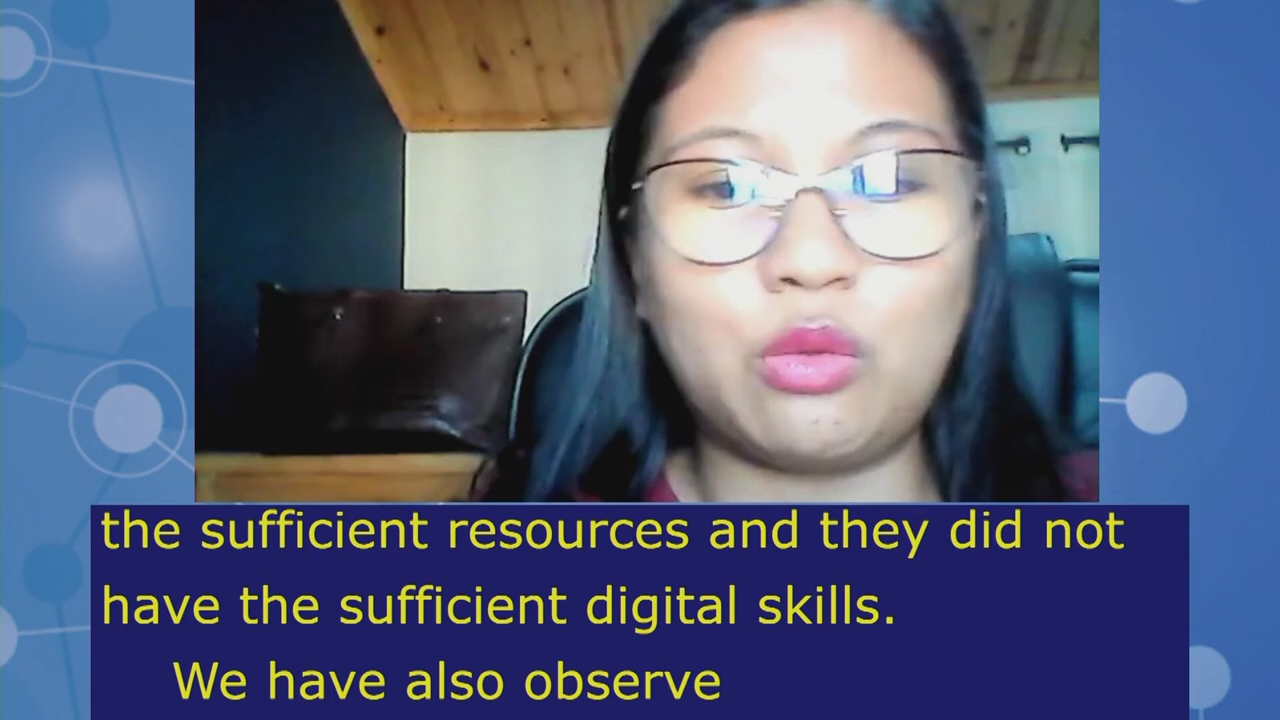 the sufficient resources and they did not
have the sufficient digital skills.
We have also observe